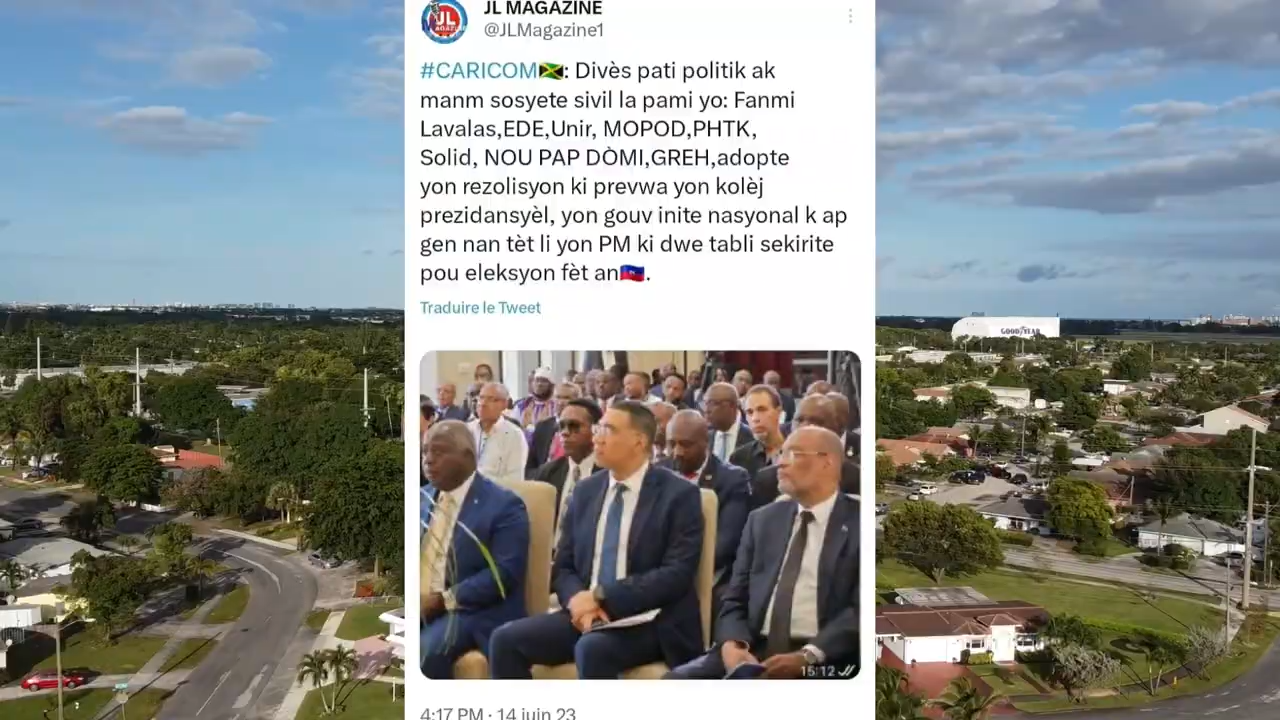 JL MAGAZINE
@JLMagazine1
#CARICOM🇯🇲: Divès pati politik ak
manm sosyete sivil la pami yo: Fanmi
Lavalas,EDE,Unir, MOPOD,PHTK,
Solid, NOU PAP DÒMI,GREH,adopte
yon rezolisyon ki prevwa yon kolèj
prezidansyèl, yon gouv inite nasyonal k ap
gen nan tèt li yon PM ki dwe tabli sekirite
pou eleksyon fèt an🇭🇹.
Traduire le Tweet
GOODYEAR
15:12
4:17 PM · 14 juin 23